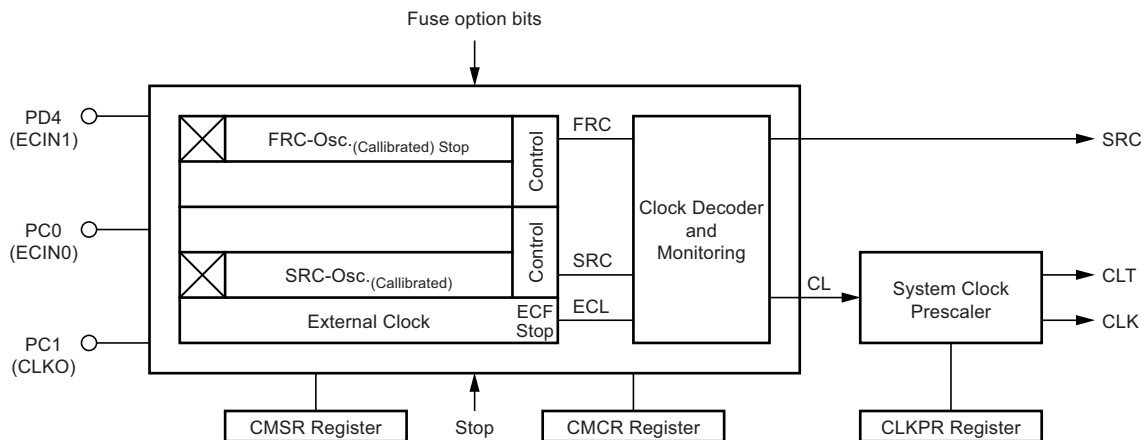 Fuse option bits
PD4
(ECIN1)
FRC-Osc.(Callibrated) Stop
Control
FRC
SRC
PC0
(ECIN0)
Control
Clock Decoder
and
Monitoring
SRC-Osc.(Callibrated)
SRC
CL
System Clock
Prescaler
CLT
CLK
External Clock
ECF
Stop
ECL
PC1
(CLKO)
CMSR Register
Stop
CMCR Register
CLKPR Register